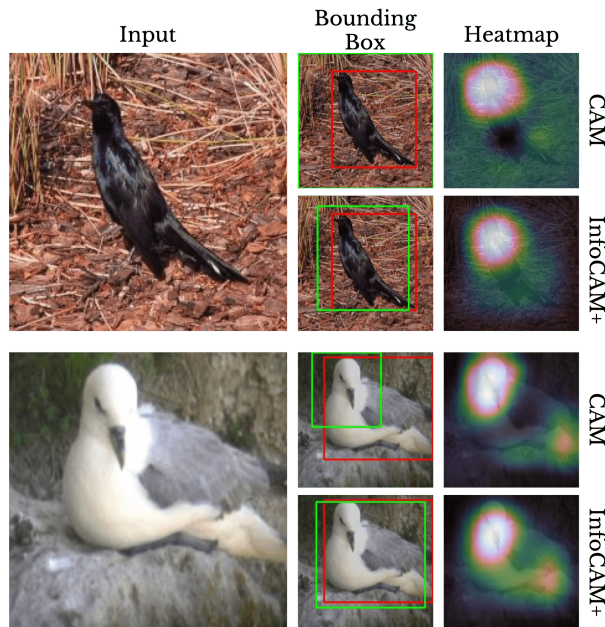 Input
Bounding
Box
Heatmap
CAM
InfoCAM+
CAM
InfoCAM+